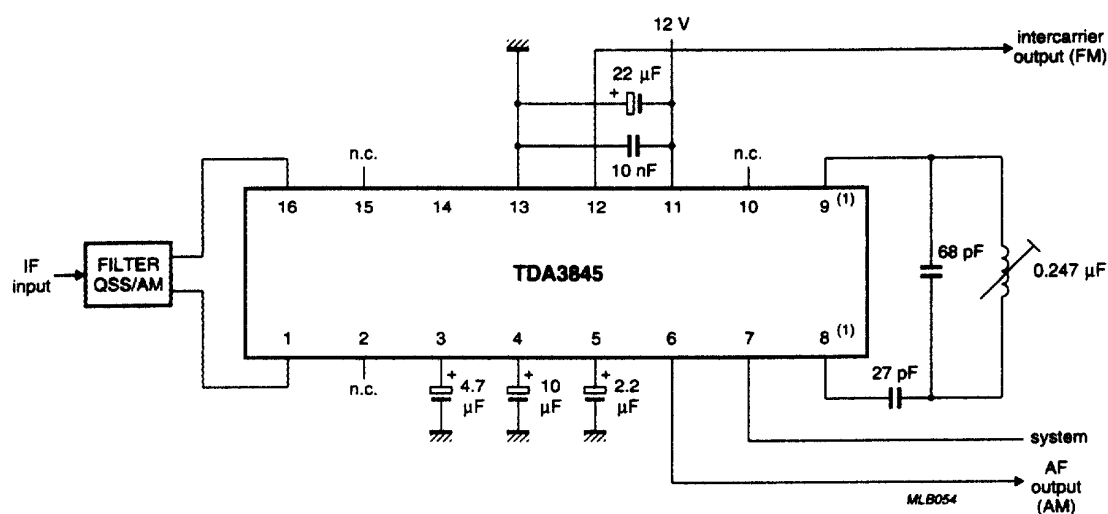 12 V
intercarrier
output (FM)
22 µF
+
10 nF
n.c.
n.c.
16 15 14 13 12 11 10 9 (1)
IF
input
FILTER
QSS/AM
TDA3845
68 pF
0.247 µF
1 2 3 4 5 6 7 8 (1)
n.c.
+ 4.7
µF
+ 10
µF
+ 2.2
µF
27 pF
system
AF
output
(AM)
MLB054